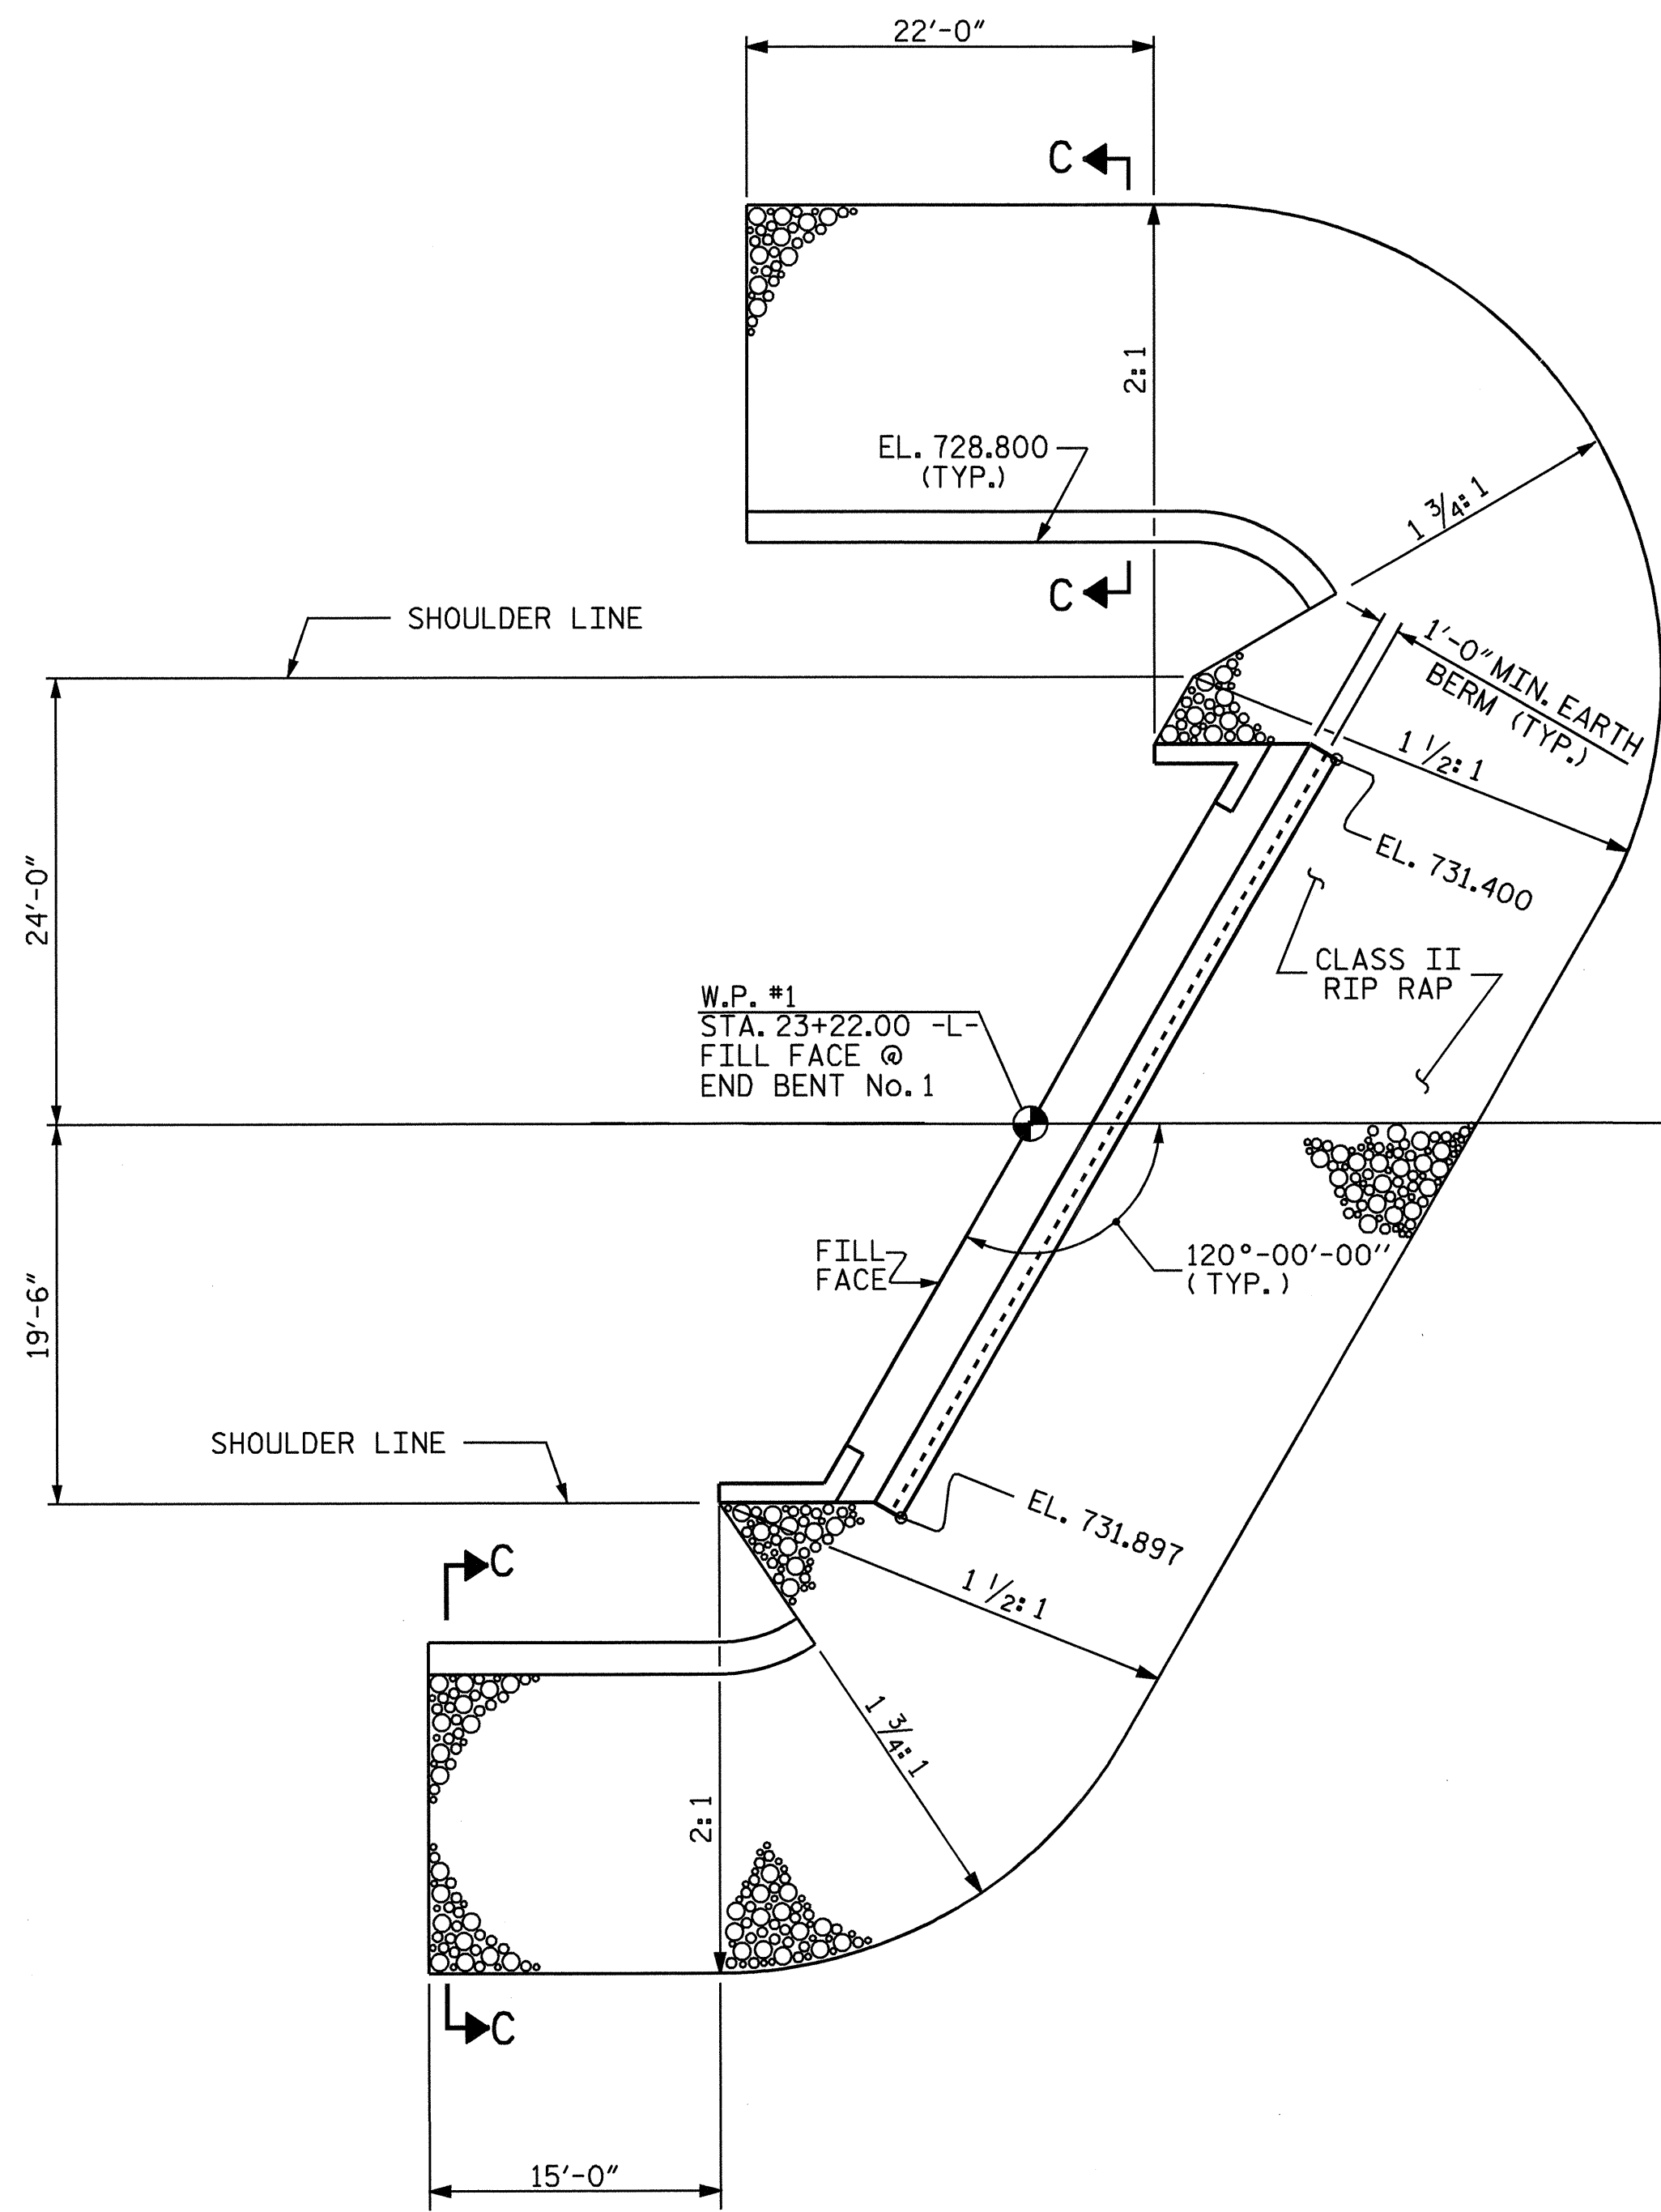 22'-0"
C
2:1
EL. 728.800
(TYP.)
1 3/4:1
C
SHOULDER LINE
1'-0" MIN. EARTH
BERM (TYP.)
1 1/2:1
EL. 731.400
24'-0"
CLASS II
RIP RAP
W.P. #1
STA. 23+22.00 -L-
FILL FACE @
END BENT No. 1
120°-00'-00"
(TYP.)
FILL
FACE
19'-6"
SHOULDER LINE
EL. 731.897
C
1 1/2:1
1 3/4:1
2:1
C
15'-0"